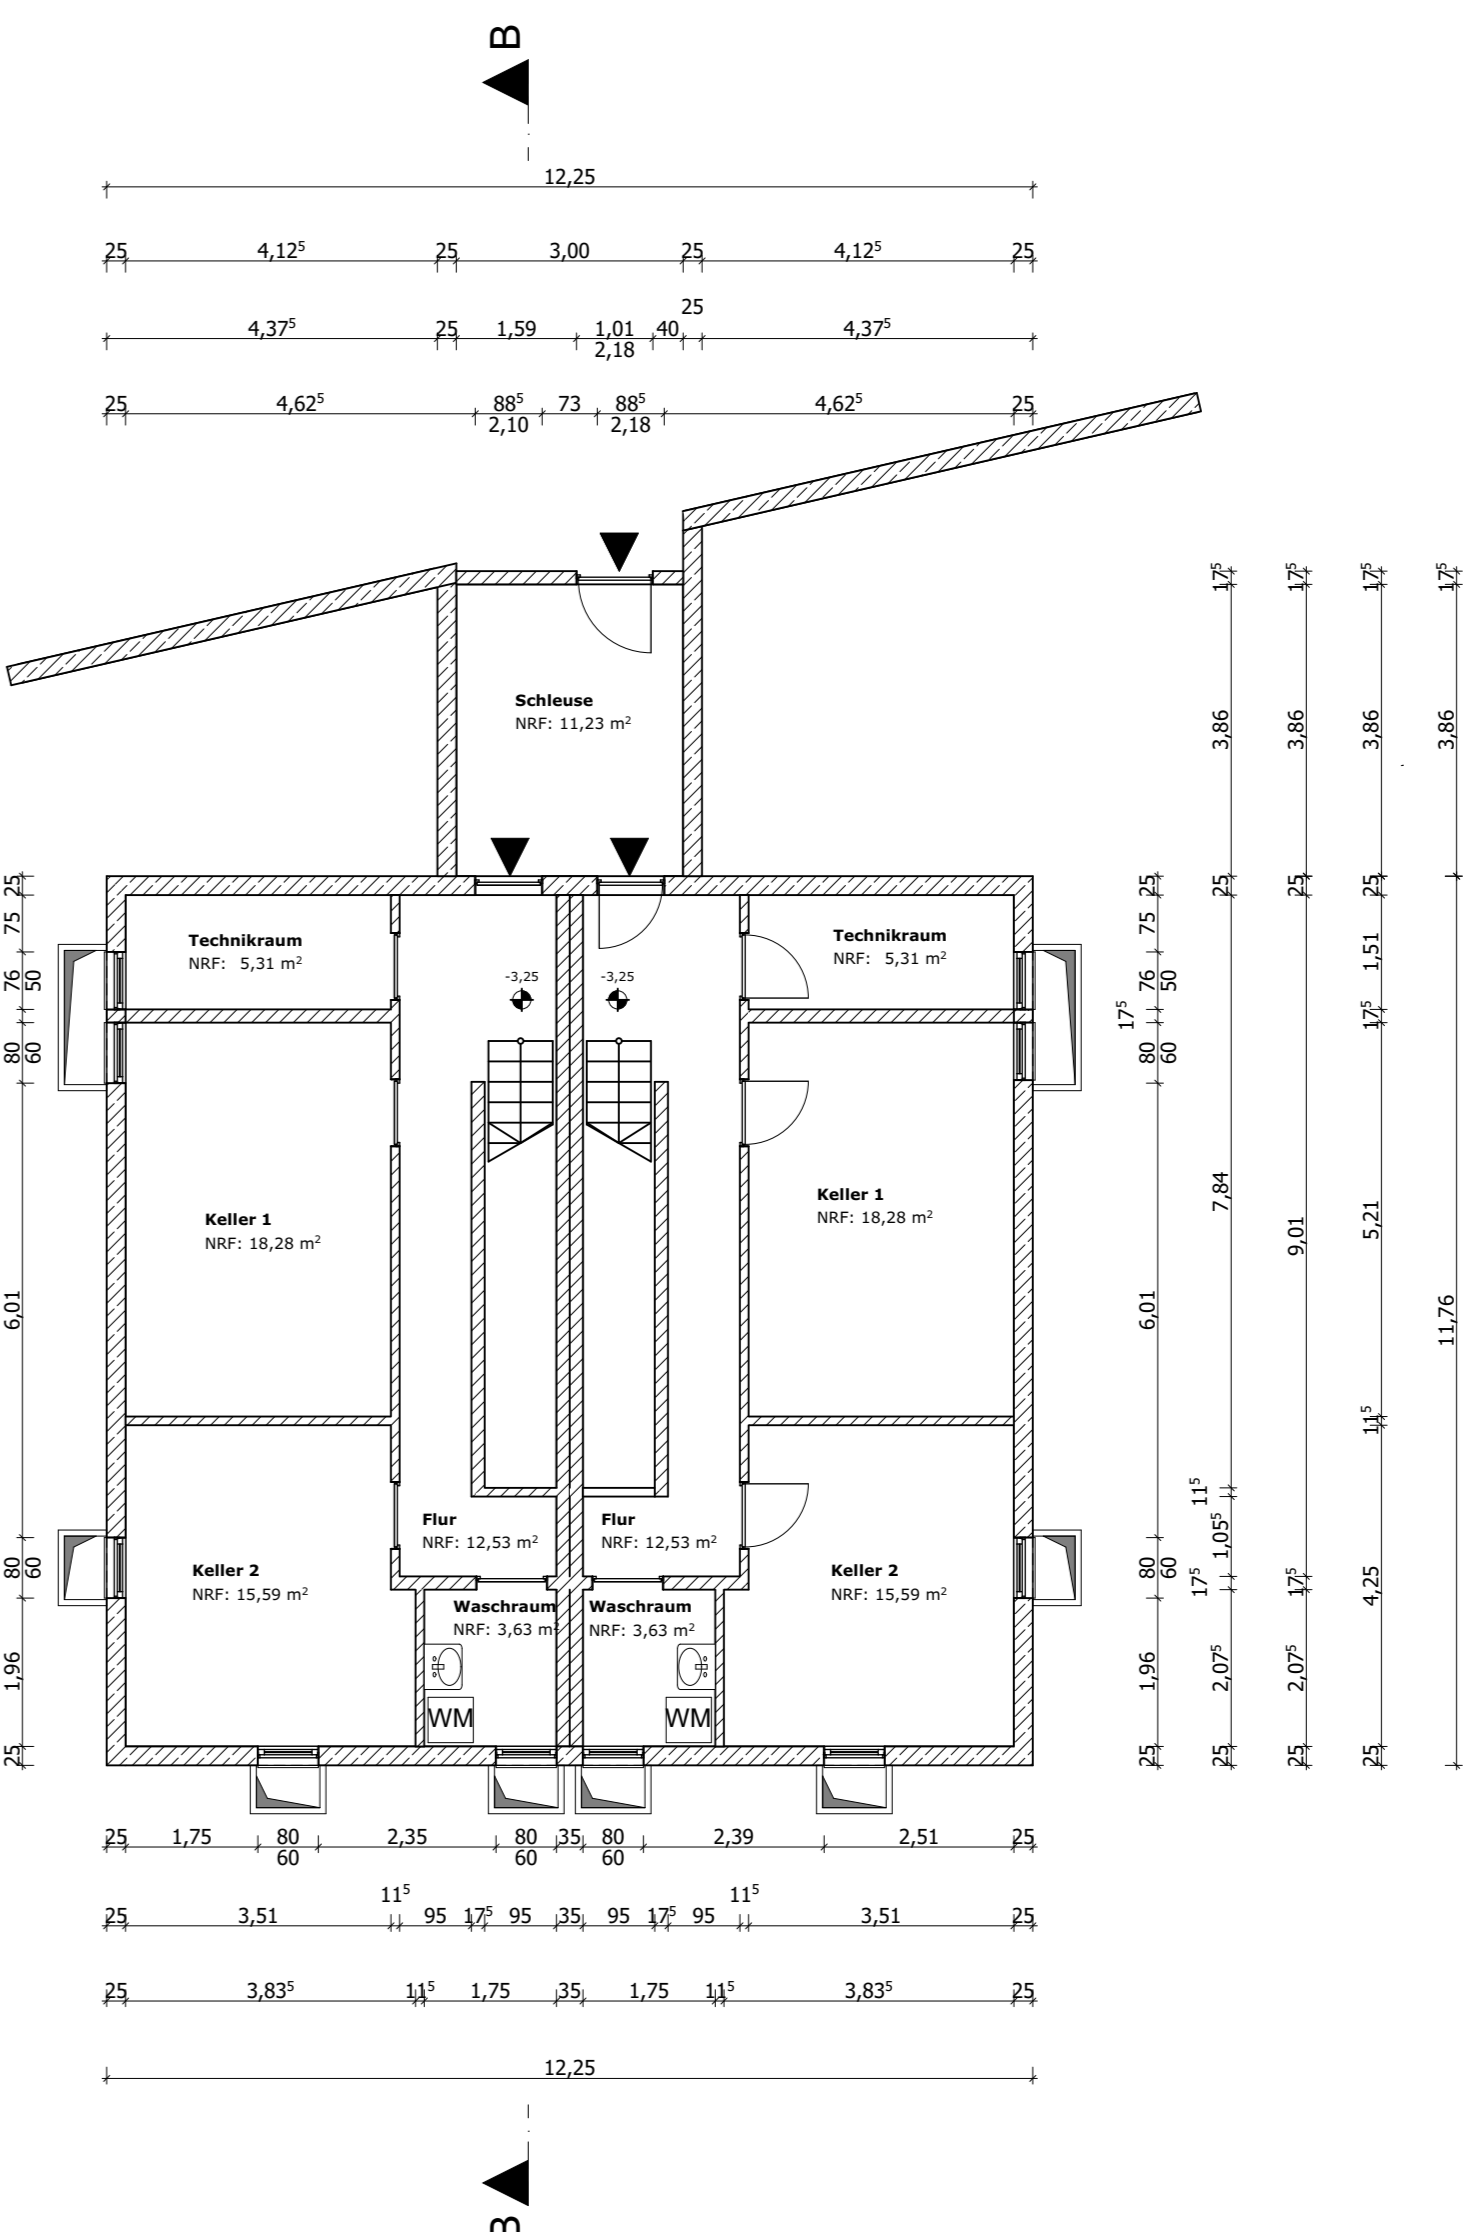 B
12,25
25 4,12⁵ 25 3,00 25 4,12⁵ 25
25
4,37⁵ 25 1,59 1,01 40 4,37⁵
2,18
25 4,62⁵ 88⁵ 73 88⁵ 4,62⁵ 25
2,10 2,18
17⁵ 17⁵ 17⁵ 17⁵
3,86 3,86 3,86 3,86
Schleuse
NRF: 11,23 m²
25 25 25 25 25
75 75
Technikraum
NRF: 5,31 m²
Technikraum
NRF: 5,31 m²
1,51
76 50 76 50
-3,25 -3,25
17⁵ 17⁵
80 60 80 60
Keller 1
NRF: 18,28 m²
Keller 1
NRF: 18,28 m²
7,84 9,01 5,21
6,01 6,01 11,76
11⁵
11⁵
Flur
NRF: 12,53 m²
Flur
NRF: 12,53 m²
1,05⁵
Keller 2
NRF: 15,59 m²
Keller 2
NRF: 15,59 m²
80 60 80 60
17⁵ 17⁵ 4,25
Waschraum
NRF: 3,63 m²
Waschraum
NRF: 3,63 m²
1,96 1,96 2,07⁵ 2,07⁵
WM WM
25 25 25 25 25
25 1,75 80 2,35 80 35 80 2,39 2,51 25
60 60 60
11⁵ 11⁵
25 3,51 95 17⁵ 95 35 95 17⁵ 95 3,51 25
25 3,83⁵ 11⁵ 1,75 35 1,75 11⁵ 3,83⁵ 25
12,25
B